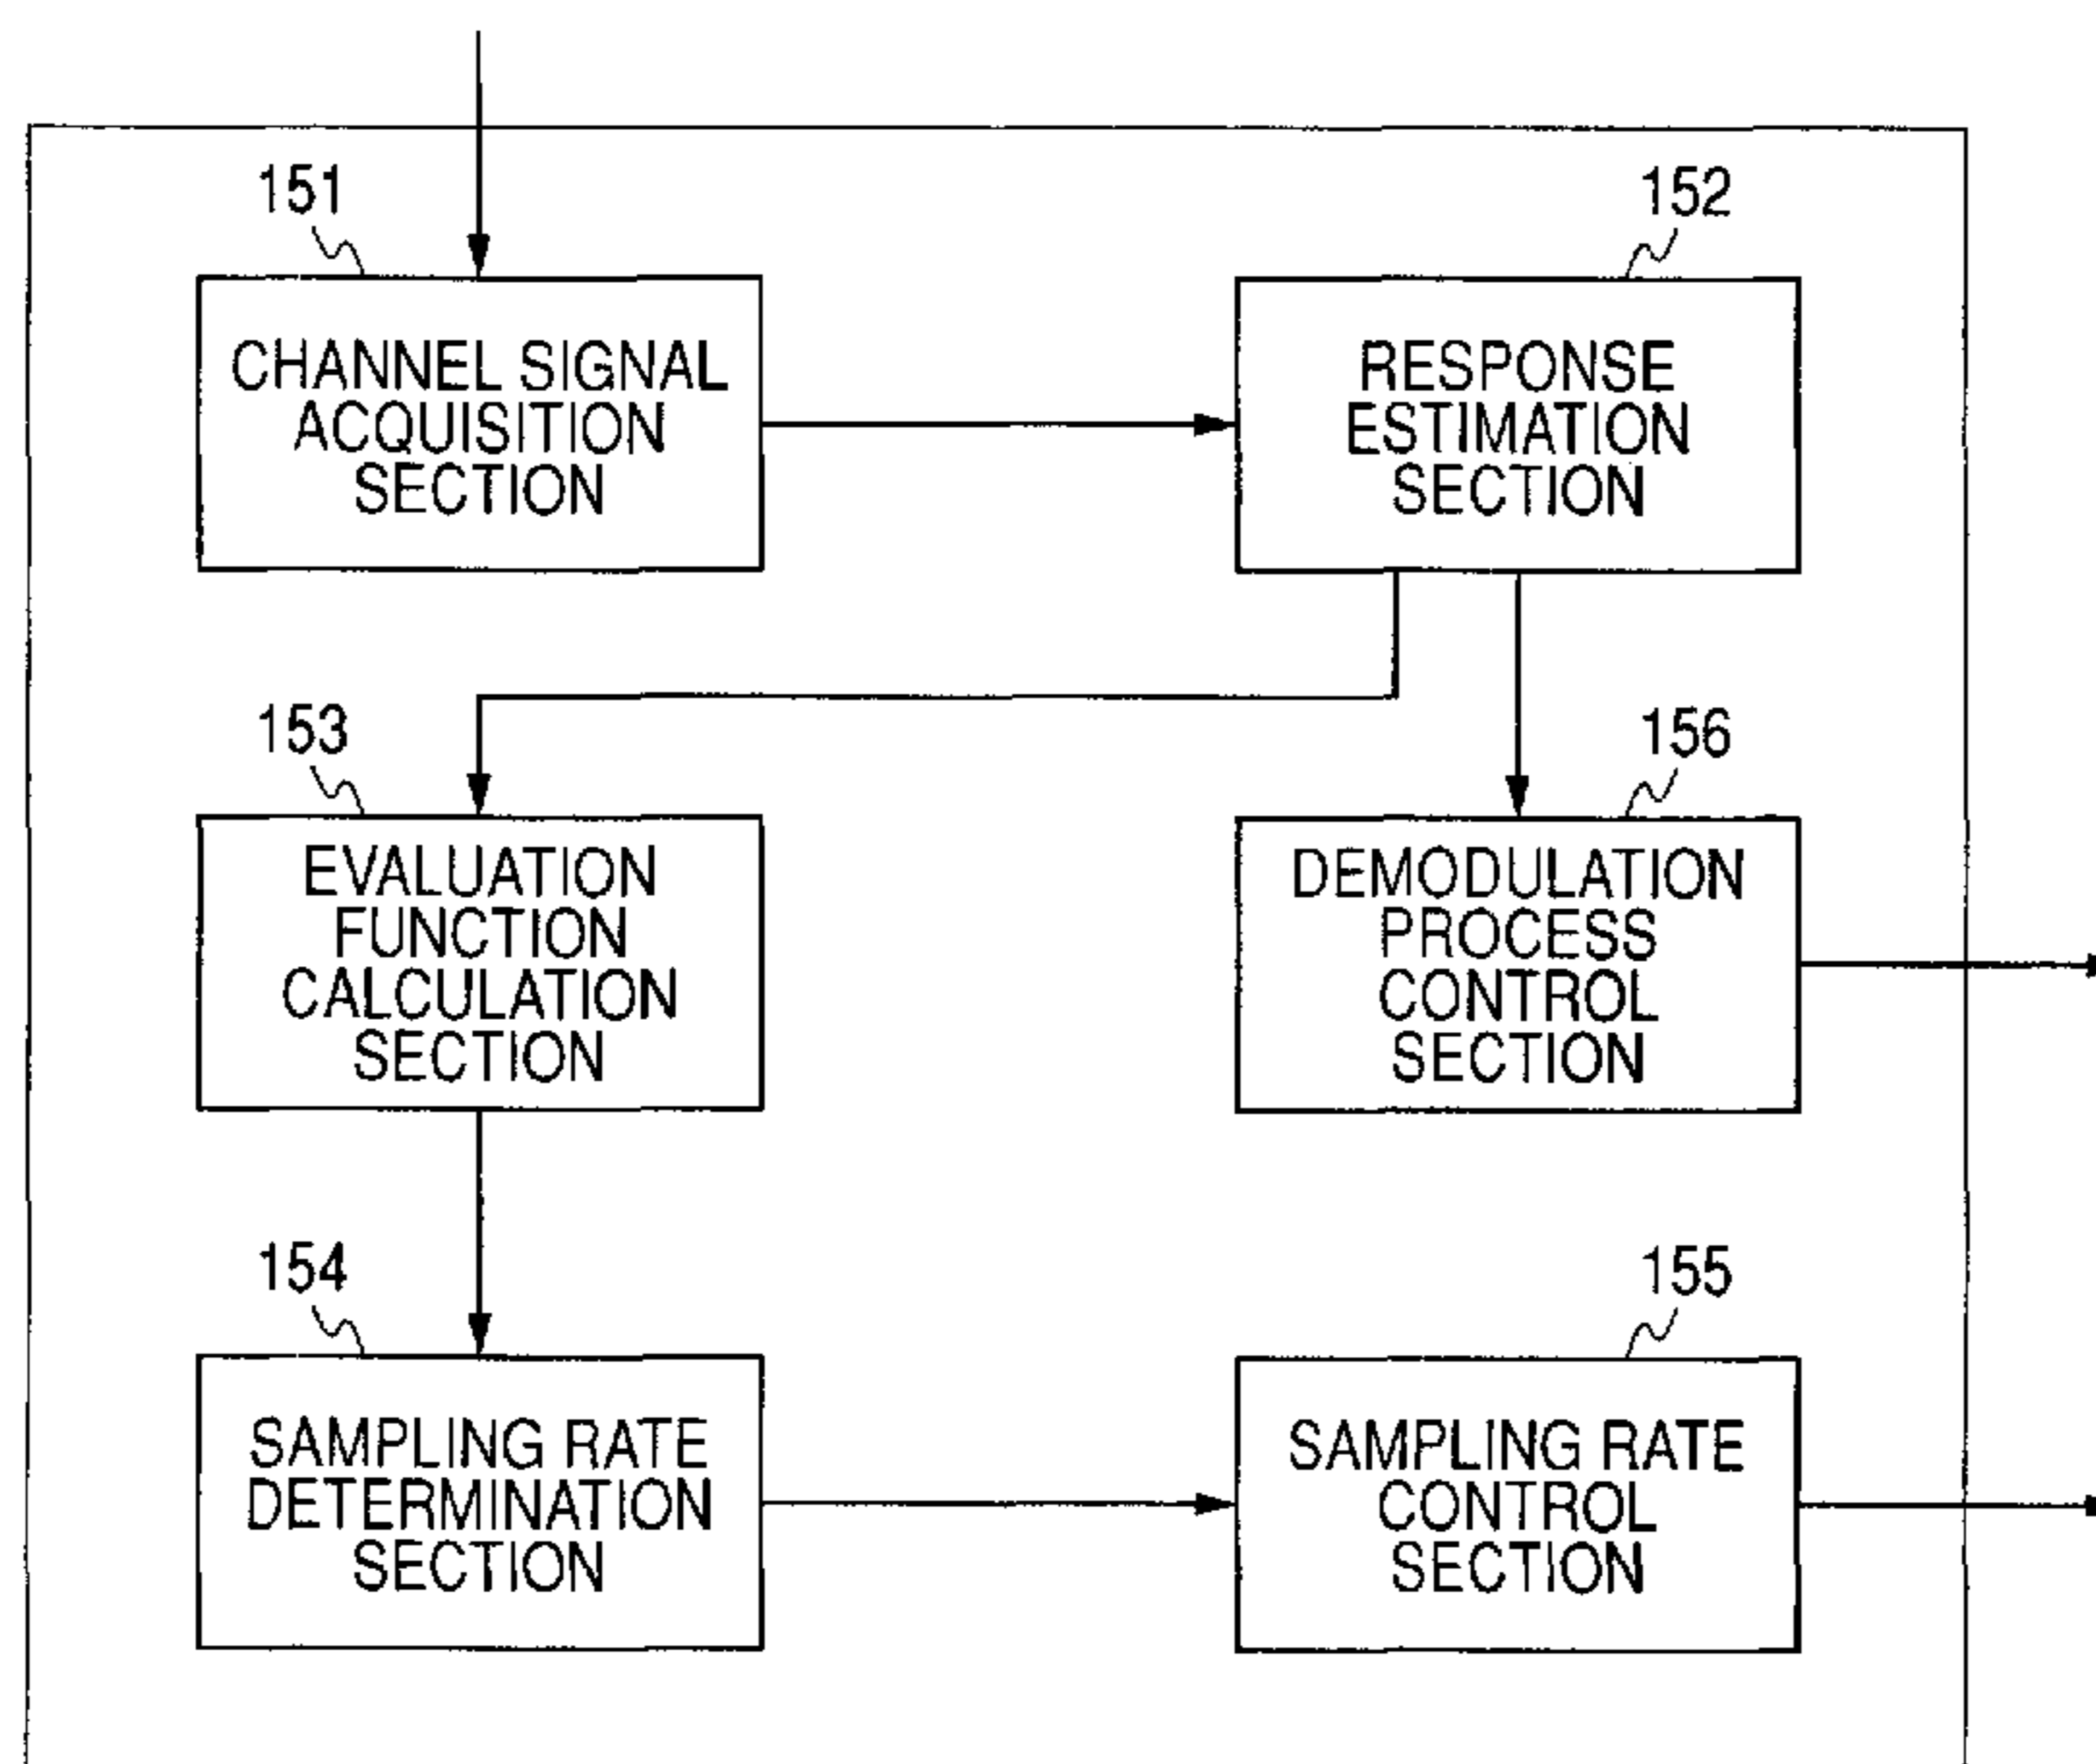 151
CHANNEL SIGNAL
ACQUISITION
SECTION
152
RESPONSE
ESTIMATION
SECTION
153
EVALUATION
FUNCTION
CALCULATION
SECTION
156
DEMODULATION
PROCESS
CONTROL
SECTION
154
SAMPLING RATE
DETERMINATION
SECTION
155
SAMPLING RATE
CONTROL
SECTION